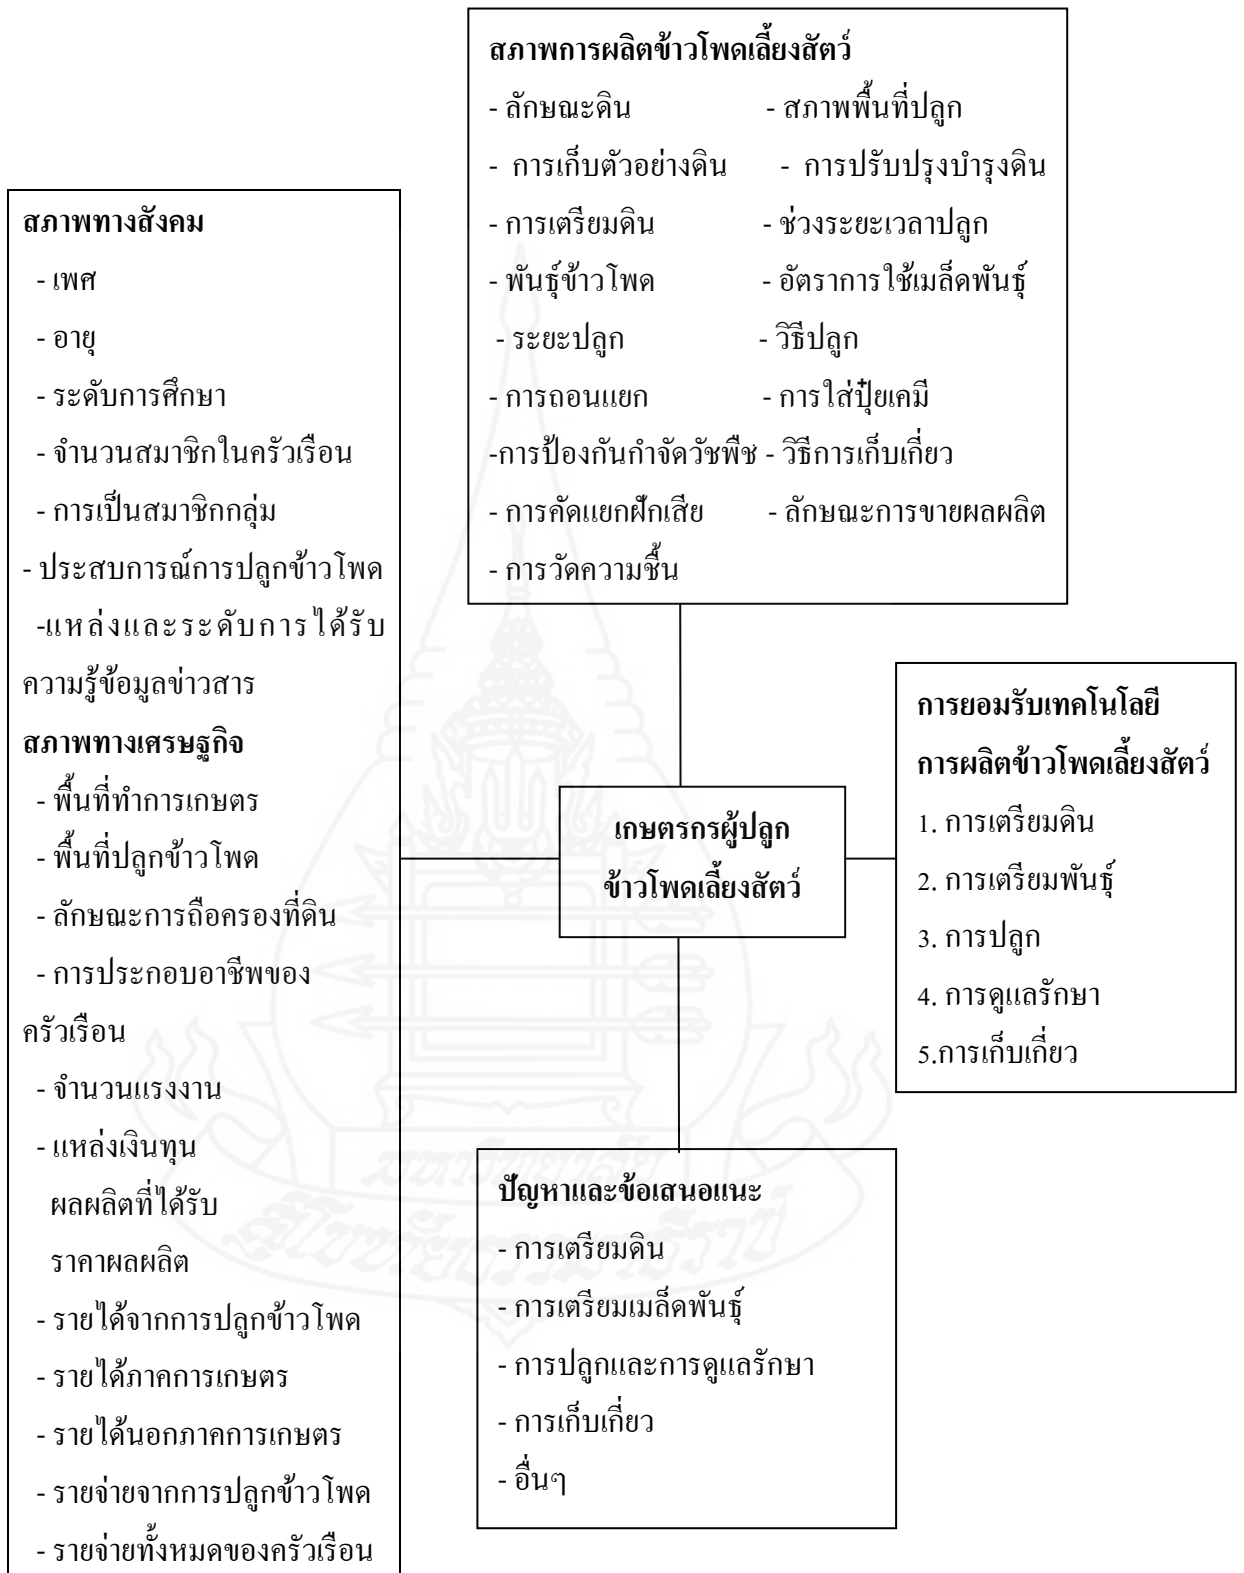 สภาพการผลิตข้าวโพดเลี้ยงสัตว์
- ลักษณะดิน - สภาพพื้นที่ปลูก
- การเก็บตัวอย่างดิน - การปรับปรุงบำรุงดิน
- การเตรียมดิน - ช่วงระยะเวลาปลูก
- พันธุ์ข้าวโพด - อัตราการใช้เมล็ดพันธุ์
- ระยะปลูก - วิธีปลูก
- การถอนแยก - การใส่ปุ๋ยเคมี
-การป้องกันกำจัดวัชพืช - วิธีการเก็บเกี่ยว
- การคัดแยกฝักเสีย - ลักษณะการขายผลผลิต
- การวัดความชื้น
สภาพทางสังคม
- เพศ
- อายุ
- ระดับการศึกษา
- จำนวนสมาชิกในครัวเรือน
- การเป็นสมาชิกกลุ่ม
- ประสบการณ์การปลูกข้าวโพด
-แหล่งและระดับการได้รับ
ความรู้ข้อมูลข่าวสาร
สภาพทางเศรษฐกิจ
- พื้นที่ทำการเกษตร
- พื้นที่ปลูกข้าวโพด
- ลักษณะการถือครองที่ดิน
- การประกอบอาชีพของ
ครัวเรือน
- จำนวนแรงงาน
- แหล่งเงินทุน
ผลผลิตที่ได้รับ
ราคาผลผลิต
- รายได้จากการปลูกข้าวโพด
- รายได้ภาคการเกษตร
- รายได้นอกภาคการเกษตร
- รายจ่ายจากการปลูกข้าวโพด
- รายจ่ายทั้งหมดของครัวเรือน
เกษตรกรผู้ปลูก
ข้าวโพดเลี้ยงสัตว์
การยอมรับเทคโนโลยี
การผลิตข้าวโพดเลี้ยงสัตว์
1. การเตรียมดิน
2. การเตรียมพันธุ์
3. การปลูก
4. การดูแลรักษา
5.การเก็บเกี่ยว
ปัญหาและข้อเสนอแนะ
- การเตรียมดิน
- การเตรียมเมล็ดพันธุ์
- การปลูกและการดูแลรักษา
- การเก็บเกี่ยว
- อื่นๆ
มหาวิทยาลัย
สุโขทัยธรรมาธิราช